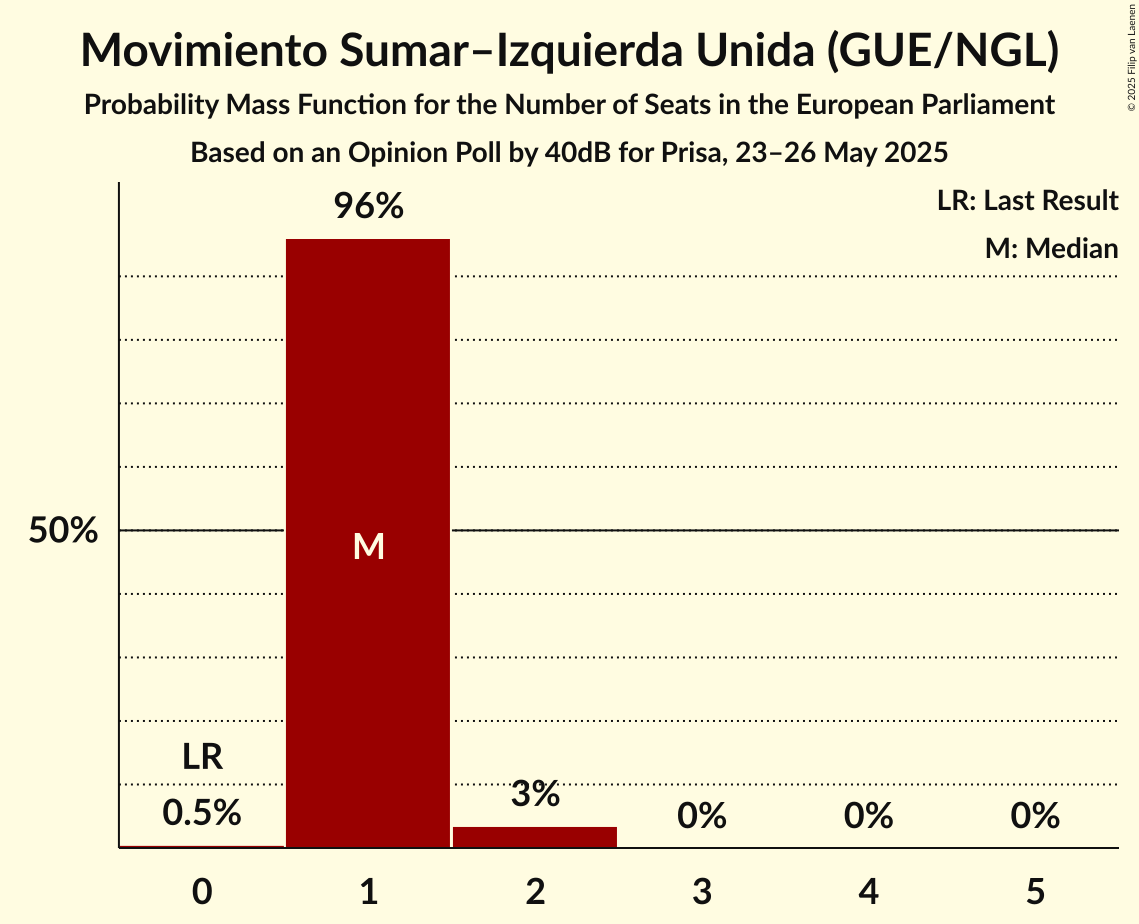 Movimiento Sumar–Izquierda Unida (GUE/NGL)
Probability Mass Function for the Number of Seats in the European Parliament
Based on an Opinion Poll by 40dB for Prisa, 23–26 May 2025
© 2025 Filip van Laenen
LR: Last Result
M: Median
96%
50%
M
LR
0.5%
3%
0%
0%
0%
0 1 2 3 4 5